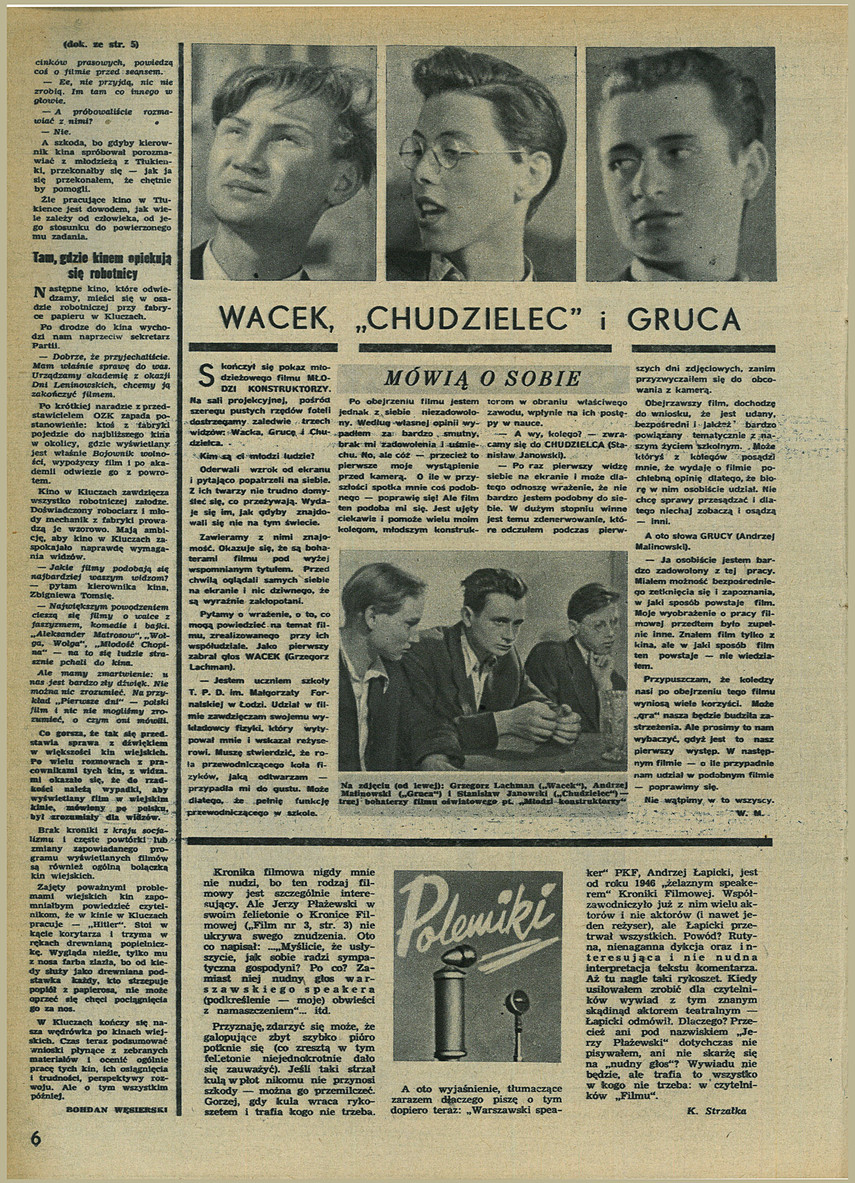 (dok. ze str. 5)
cinków prasowych, powiedzą
coś o filmie przed seansem.
— Ee, nie przyjdą, nic nie
zrobią. Im tam co innego w
głowie.
— A próbowaliście rozma-
wiać z nimi?
— Nie.
A szkoda, bo gdyby kierow-
nik kina spróbował porozma-
wiać z młodzieżą z Tłukien-
ki, przekonałby się — jak ja
się przekonałem, że chętnie
by pomogli.
Źle pracujące kino w Tłu-
kience jest dowodem, jak wie-
le zależy od człowieka, od je-
go stosunku do powierzonego
mu zadania.
Tam, gdzie kinem opiekują
się robotnicy
Następne kino, które odwie-
dzamy, mieści się w osa-
dzie robotniczej przy fabry-
ce papieru w Kluczach.
Po drodze do kina wycho-
dzi nam naprzeciw sekretarz
Partii.
— Dobrze, że przyjechaliście.
Mam właśnie sprawę do was.
Urządzamy akademię z okazji
Dni Leninowskich, chcemy ją
zakończyć filmem.
Po krótkiej naradzie z przed-
stawicielem OZK zapada po-
stanowienie: ktoś z fabryki
pojedzie do najbliższego kina
w okolicy, gdzie wyświetlany
jest właśnie Bojownik wolno-
ści, wypożyczy film i po aka-
demii odwiezie go z powro-
tem.
Kino w Kluczach zawdzięcza
wszystko robotniczej załodze.
Doświadczony robociarz i mło-
dy mechanik z fabryki prowa-
dzą je wzorowo. Mają ambi-
cję, aby kino w Kluczach za-
spokajało naprawdę wymaga-
nia widzów.
— Jakie filmy podobają się
najbardziej waszym widzom?
— pytam kierownika kina,
Zbigniewa Tomsię.
— Największym powodzeniem
cieszą się filmy o walce z
faszyzmem, komedie i bajki.
„Aleksander Matrosow", „Woł-
ga, Wołga", „Młodość Chopi-
na" — na to się ludzie stra-
sznie pchali do kina.
Ale mamy zmartwienie: u
nas jest bardzo zły dźwięk. Nie
można nic zrozumieć. Na przy-
kład „Pierwsze dni" — polski
film i nic nie mogliśmy zro-
zumieć, o czym oni mówili.
Co gorsza, że tak się przed-
stawia sprawa z dźwiękiem
w większości kin wiejskich.
Po wielu rozmowach z pra-
cownikami tych kin, z widza-
mi okazało się, że do rzad-
kości należą wypadki, aby
wyświetlany film w wiejskim
kinie, mówiony po polsku,
był zrozumiały dla widzów.
Brak kroniki z kraju socja-
lizmu i częste powtórki lub
zmiany zapowiadanego pro-
gramu wyświetlanych filmów
są również ogólną bolączką
kin wiejskich.
Zajęty poważnymi proble-
mami wiejskich kin zapo-
mniałbym powiedzieć czytel-
nikom, że w kinie w Kluczach
pracuje — „Hitler". Stoi w
kącie korytarza i trzyma w
rękach drewnianą popielnicz-
kę. Wygląda nieźle, tylko mu
z nosa farba zlazła, bo od kie-
dy służy jako drewniana pod-
stawka każdy, kto strzepuje
popiół z papierosa, nie może
oprzeć się chęci pociągnięcia
go za nos.
W Kluczach kończy się na-
sza wędrówka po kinach wiej-
skich. Czas teraz podsumować
wnioski płynące z zebranych
materiałów i ocenić ogólnie
pracę tych kin, ich osiągnięcia
i trudności, perspektywy roz-
woju. Ale o tym wszystkim
później.
BOHDAN WĘSIERSKI
6
WACEK, „CHUDZIELEC" i GRUCA
MÓWIĄ O SOBIE
Skończył się pokaz mło-
dzieżowego filmu MŁO-
DZI KONSTRUKTORZY.
Na sali projekcyjnej, pośród
szeregu pustych rzędów foteli
dostrzegamy zaledwie trzech
widzów: Wacka, Grucę i Chu-
dzielca.
Kim są ci młodzi ludzie?
Oderwali wzrok od ekranu
i pytająco popatrzeli na siebie.
Z ich twarzy nie trudno domy-
śleć się, co przeżywają. Wyda-
je się im, jak gdyby znajdo-
wali się nie na tym świecie.
Zawieramy z nimi znajo-
mość. Okazuje się, że są boha-
terami filmu pod wyżej
wspomnianym tytułem. Przed
chwilą oglądali samych siebie
na ekranie i nic dziwnego, że
są wyraźnie zakłopotani.
Pytamy o wrażenie, o to, co
mogą powiedzieć na temat fil-
mu, zrealizowanego przy ich
współudziale. Jako pierwszy
zabrał głos WACEK (Grzegorz
Lachman).
— Jestem uczniem szkoły
T. P. D. im. Małgorzaty For-
nalskiej w Łodzi. Udział w fil-
mie zawdzięczam swojemu wy-
kładowcy fizyki, który wyty-
pował mnie i wskazał reżyse-
rowi. Muszę stwierdzić, że ro-
la przewodniczącego koła fi-
zyków, jaką odtwarzam —
przypadła mi do gustu. Może
dlatego, że pełnię funkcję
przewodniczącego w szkole.
Po obejrzeniu filmu jestem
jednak z siebie niezadowolo-
ny. Według własnej opinii wy-
padłem za bardzo smutny,
brak mi zadowolenia i uśmie-
chu. No, ale cóż — przecież to
pierwsze moje wystąpienie
przed kamerą. O ile w przy-
szłości spotka mnie coś podob-
nego — poprawię się! Ale film
ten podoba mi się. Jest ujęty
ciekawie i pomoże wielu moim
kolegom, młodszym konstruk-
torom w obraniu właściwego
zawodu, wpłynie na ich postę-
py w nauce.
— A wy, kolego? — zwra-
camy się do CHUDZIELCA (Sta-
nisław Janowski).
— Po raz pierwszy widzę
siebie na ekranie i może dla-
tego odnoszę wrażenie, że nie
bardzo jestem podobny do sie-
bie. W dużym stopniu winne
jest temu zdenerwowanie, któ-
re odczułem podczas pierw-
szych dni zdjęciowych, zanim
przyzwyczaiłem się do obco-
wania z kamerą.
Obejrzawszy film, dochodzę
do wniosku, że jest udany,
bezpośredni i jakżeż bardzo
powiązany tematycznie z na-
szym życiem szkolnym. Może
któryś z kolegów posądzi
mnie, że wydaję o filmie po-
chlebną opinię dlatego, że bio-
rę w nim osobiście udział. Nie
chcę sprawy przesądzać i dla-
tego niechaj zobaczą i osądzą
— inni.
A oto słowa GRUCY (Andrzej
Malinowski).
— Ja osobiście jestem bar-
dzo zadowolony z tej pracy.
Miałem możność bezpośrednie-
go zetknięcia się i zapoznania,
w jaki sposób powstaje film.
Moje wyobrażenie o pracy fil-
mowej przedtem było zupeł-
nie inne. Znałem film tylko z
kina, ale w jaki sposób film
ten powstaje — nie wiedzia-
łem.
Przypuszczam, że koledzy
nasi po obejrzeniu tego filmu
wyniosą wiele korzyści. Może
„gra" nasza będzie budziła za-
strzeżenia. Ale prosimy to nam
wybaczyć, gdyż jest to nasz
pierwszy występ. W następ-
nym filmie — o ile przypadnie
nam udział w podobnym filmie
— poprawimy się.
Nie wątpimy w to wszyscy.
W. M.
Na zdjęciu (od lewej): Grzegorz Lachman („Wacek"), Andrzej
Malinowski („Gruca") i Stanisław Janowski („Chudzielec") —
trzej bohaterzy filmu oświatowego pt. „Młodzi konstruktorzy"
Kronika filmowa nigdy mnie
nie nudzi, bo ten rodzaj fil-
mowy jest szczególnie intere-
sujący. Ale Jerzy Płażewski w
swoim felietonie o Kronice Fil-
mowej („Film nr 3, str. 3) nie
ukrywa swego znudzenia. Oto
co napisał: ...„Myślicie, że usły-
szycie, jak sobie radzi sympa-
tyczna gospodyni? Po co? Za-
miast niej nudny głos war-
szawskiego speakera
(podkreślenie — moje) obwieści
z namaszczeniem"... itd.
Przyznaję, zdarzyć się może, że
galopujące zbyt szybko pióro
potknie się (co zresztą w tym
felietonie niejednokrotnie dało
się zauważyć). Jeśli taki strzał
kulą w płot nikomu nie przynosi
szkody — można go przemilczeć.
Gorzej, gdy kula wraca ryko-
szetem i trafia kogo nie trzeba.
Polemiki
A oto wyjaśnienie, tłumaczące
zarazem dlaczego piszę o tym
dopiero teraz: „Warszawski spea-
ker" PKF, Andrzej Łapicki, jest
od roku 1946 „żelaznym speake-
rem" Kroniki Filmowej. Współ-
zawodniczyło już z nim wielu ak-
torów i nie aktorów (i nawet je-
den reżyser), ale Łapicki prze-
trwał wszystkich. Powód? Ruty-
na, nienaganna dykcja oraz in-
teresująca i nie nudna
interpretacja tekstu komentarza.
Aż tu nagle taki rykoszet. Kiedy
usiłowałem zrobić dla czytelni-
ków wywiad z tym znanym
skądinąd aktorem teatralnym —
Łapicki odmówił. Dlaczego? Prze-
cież ani pod nazwiskiem „Je-
rzy Płażewski" dotychczas nie
pisywałem, ani nie skarżę się
na „nudny głos"? Wywiadu nie
będzie, ale trafia to wszystko
w kogo nie trzeba: w czytelni-
ków „Filmu".
K. Strzałka